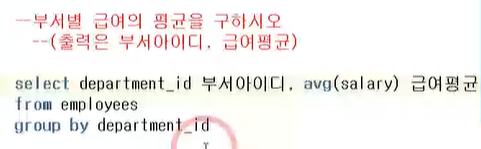 --부서별 급여의 평균을 구하시오
--(출력은 부서아이디, 급여평균)
select department_id 부서아이디, avg(salary) 급여평균
from employees
group by department_id